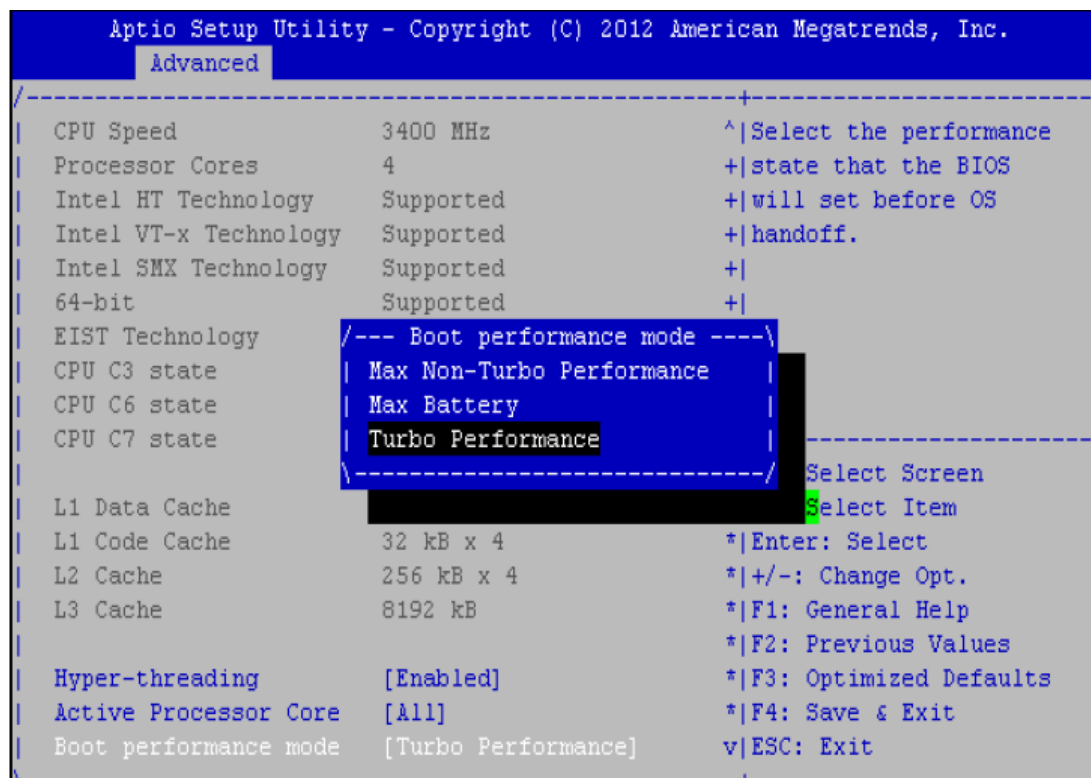 Aptio Setup Utility - Copyright (C) 2012 American Megatrends, Inc.
Advanced
CPU Speed 3400 MHz
Processor Cores 4
Intel HT Technology Supported
Intel VT-x Technology Supported
Intel SMX Technology Supported
64-bit Supported
EIST Technology
CPU C3 state
CPU C6 state
CPU C7 state
L1 Data Cache
L1 Code Cache 32 kB x 4
L2 Cache 256 kB x 4
L3 Cache 8192 kB
Hyper-threading [Enabled]
Active Processor Core [All]
Boot performance mode [Turbo Performance]
/--- Boot performance mode ----\
Max Non-Turbo Performance
Max Battery
Turbo Performance
^|Select the performance
+|state that the BIOS
+|will set before OS
+|handoff.
+|
+|
Select Screen
Select Item
*|Enter: Select
*|+/-: Change Opt.
*|F1: General Help
*|F2: Previous Values
*|F3: Optimized Defaults
*|F4: Save & Exit
v|ESC: Exit